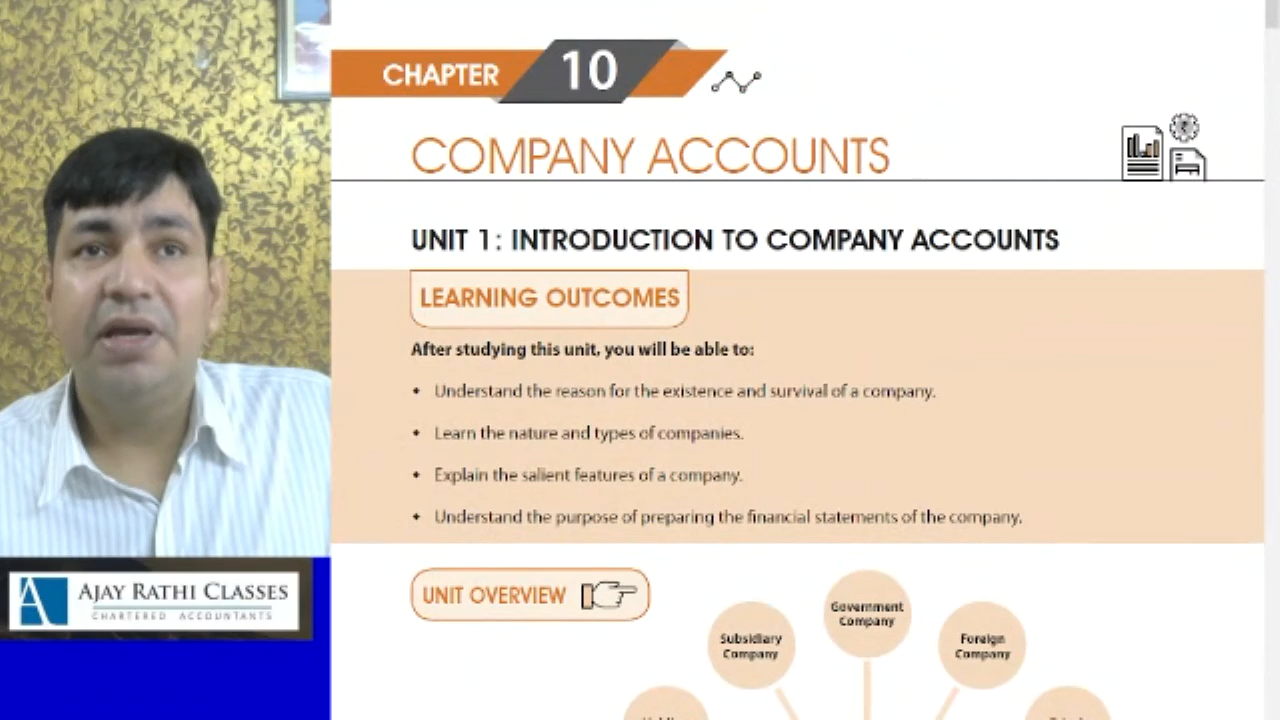 CHAPTER 10
COMPANY ACCOUNTS
UNIT 1: INTRODUCTION TO COMPANY ACCOUNTS
LEARNING OUTCOMES
After studying this unit, you will be able to:
• Understand the reason for the existence and survival of a company.
• Learn the nature and types of companies.
• Explain the salient features of a company.
• Understand the purpose of preparing the financial statements of the company.
UNIT OVERVIEW
Government
Company
Subsidiary
Company
Foreign
Company
AJAY RATHI CLASSES
CHARTERED ACCOUNTANTS